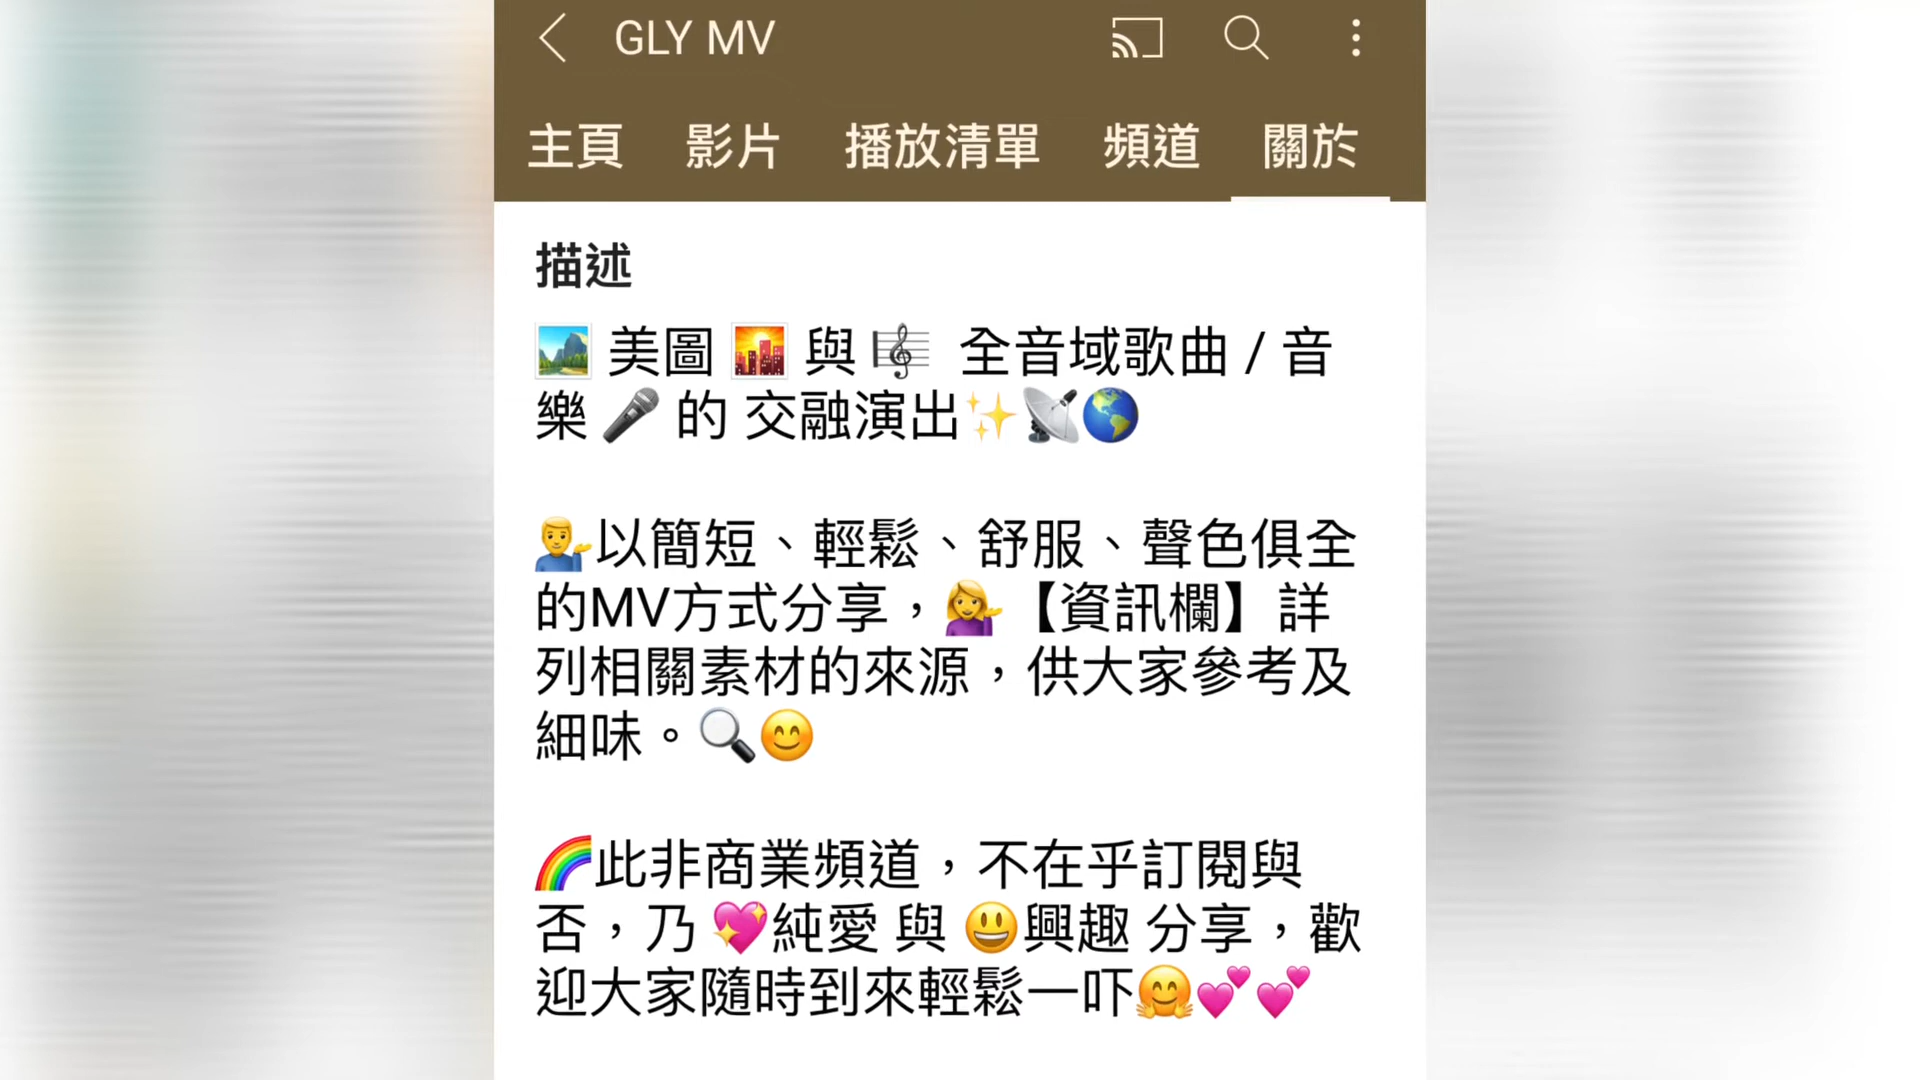 GLY MV
主頁 影片 播放清單 頻道 關於
描述
🏞️ 美圖 🌇 與 🎼 全音域歌曲 / 音
樂 🎤 的 交融演出✨📡🌎
💁‍♂️以簡短、輕鬆、舒服、聲色俱全
的MV方式分享，💁‍♀️【資訊欄】詳
列相關素材的來源，供大家參考及
細味。🔍😊
🌈此非商業頻道，不在乎訂閱與
否，乃 💖純愛 與 😃興趣 分享，歡
迎大家隨時到來輕鬆一吓🤗💕💕